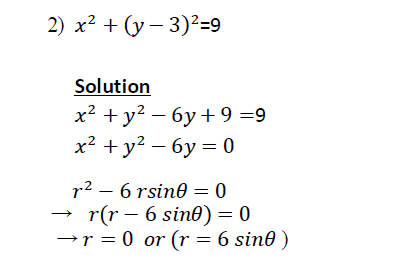 2) x² + (y – 3)²=9
Solution
x² + y² – 6y + 9 =9
x² + y² – 6y = 0
r² – 6 rsinθ = 0
→ r(r – 6 sinθ) = 0
→ r = 0 or (r = 6 sinθ )